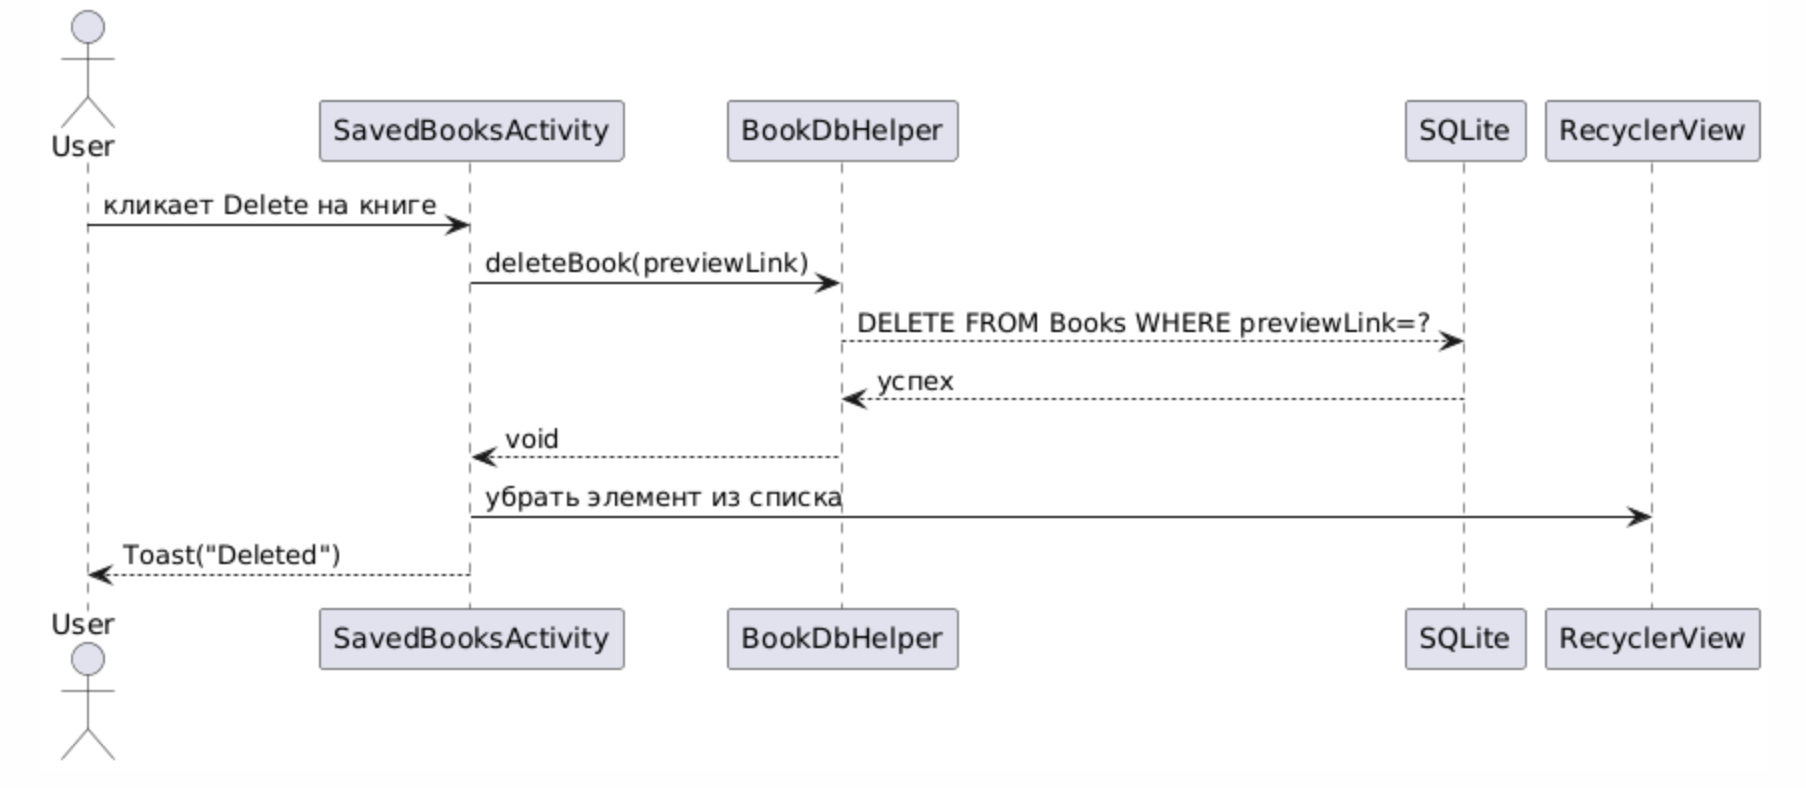 User
SavedBooksActivity
BookDbHelper
SQLite
RecyclerView
кликает Delete на книге
deleteBook(previewLink)
DELETE FROM Books WHERE previewLink=?
успех
void
убрать элемент из списка
Toast("Deleted")
User
SavedBooksActivity
BookDbHelper
SQLite
RecyclerView